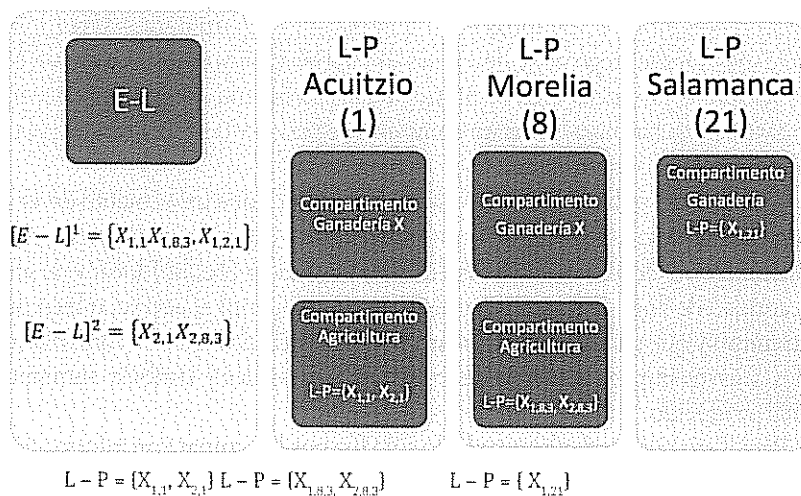 E-L
[E − L]¹ = {X₁,₁X₁,₈,₃,X₁,₂,₁}
[E − L]² = {X₂,₁X₂,₈,₃}
L-P
Acuitzio
(1)
Compartimento
Ganadería X
Compartimento
Agricultura
L-P={X₁,₁, X₂,₁}
L-P
Morelia
(8)
Compartimento
Ganadería X
Compartimento
Agricultura
L-P={X₁,₈,₃, X₂,₈,₃}
L-P
Salamanca
(21)
Compartimento
Ganadería
L-P={ X₁,₂₁}
L − P = {X₁,₁, X₂,₁} L − P = {X₁,₈,₃, X₂,₈,₃} L − P = { X₁,₂₁}